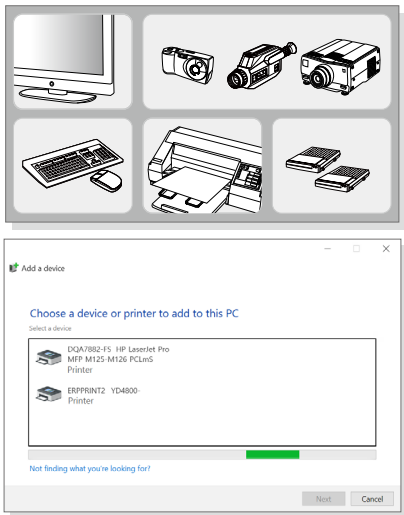 Add a device
Choose a device or printer to add to this PC
Select a device
DQA7882-FS HP LaserJet Pro
MFP M125-M126 PCLmS
Printer
ERPPRINT2 YD4800-
Printer
Not finding what you're looking for?
Next
Cancel